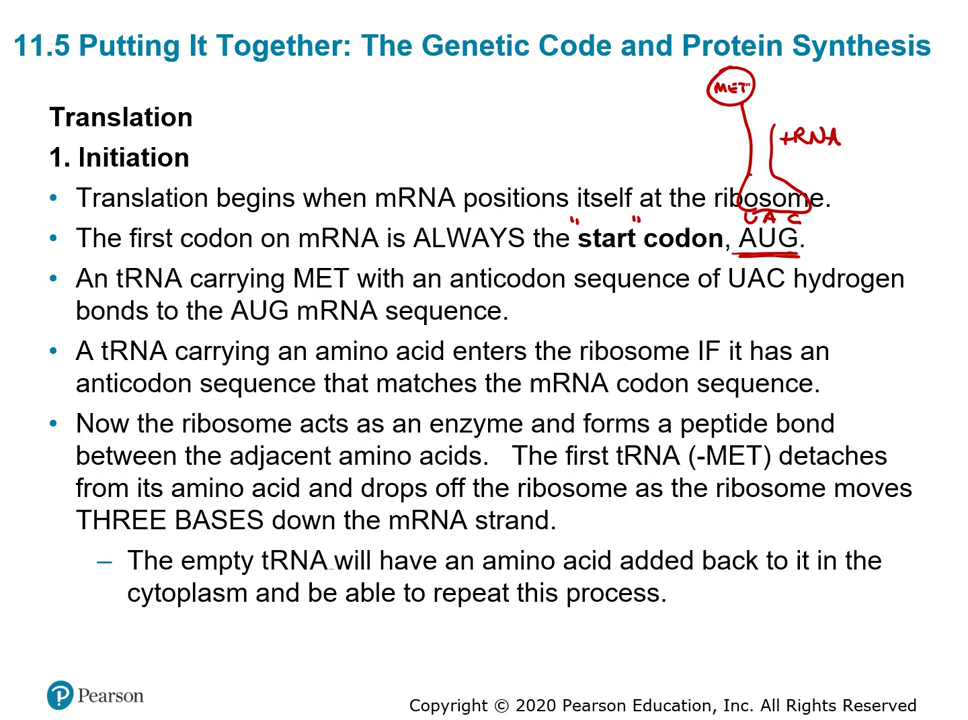 11.5 Putting It Together: The Genetic Code and Protein Synthesis
MET
Translation
tRNA
1. Initiation
• Translation begins when mRNA positions itself at the ribosome.
U A C
" "
• The first codon on mRNA is ALWAYS the start codon, AUG.
• An tRNA carrying MET with an anticodon sequence of UAC hydrogen
bonds to the AUG mRNA sequence.
• A tRNA carrying an amino acid enters the ribosome IF it has an
anticodon sequence that matches the mRNA codon sequence.
• Now the ribosome acts as an enzyme and forms a peptide bond
between the adjacent amino acids. The first tRNA (-MET) detaches
from its amino acid and drops off the ribosome as the ribosome moves
THREE BASES down the mRNA strand.
– The empty tRNA will have an amino acid added back to it in the
cytoplasm and be able to repeat this process.
P Pearson
Copyright © 2020 Pearson Education, Inc. All Rights Reserved